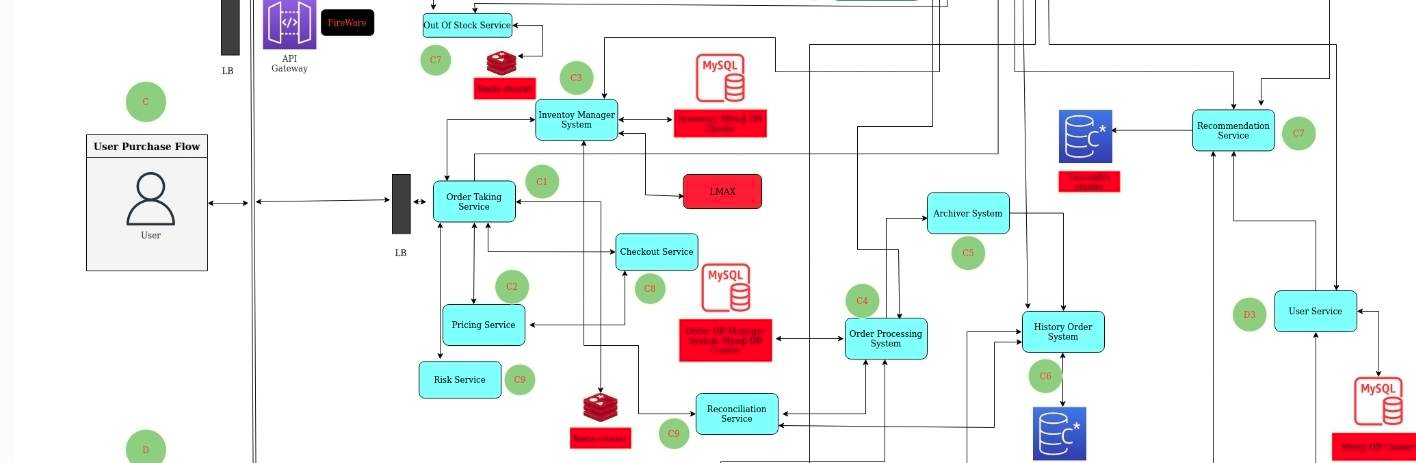 LB
API
Gateway
FireWare
Out Of Stock Service
C7
Redis cluster
C3
MySQL
Inventoy Manager
System
Inventory Mysql DB
Cluster
C
User Purchase Flow
User
LB
Order Taking
Service
C1
LMAX
Checkout Service
C8
C2
Pricing Service
Risk Service
C9
MySQL
Order DB Manager
System Mysql DB
Cluster
C4
Order Processing
System
Archiver System
C5
Recommendation
Service
C7
C*
Cassandra
cluster
History Order
System
C6
C*
D3
User Service
MySQL
Mysql DB Cluster
Reconciliation
Service
C9
D